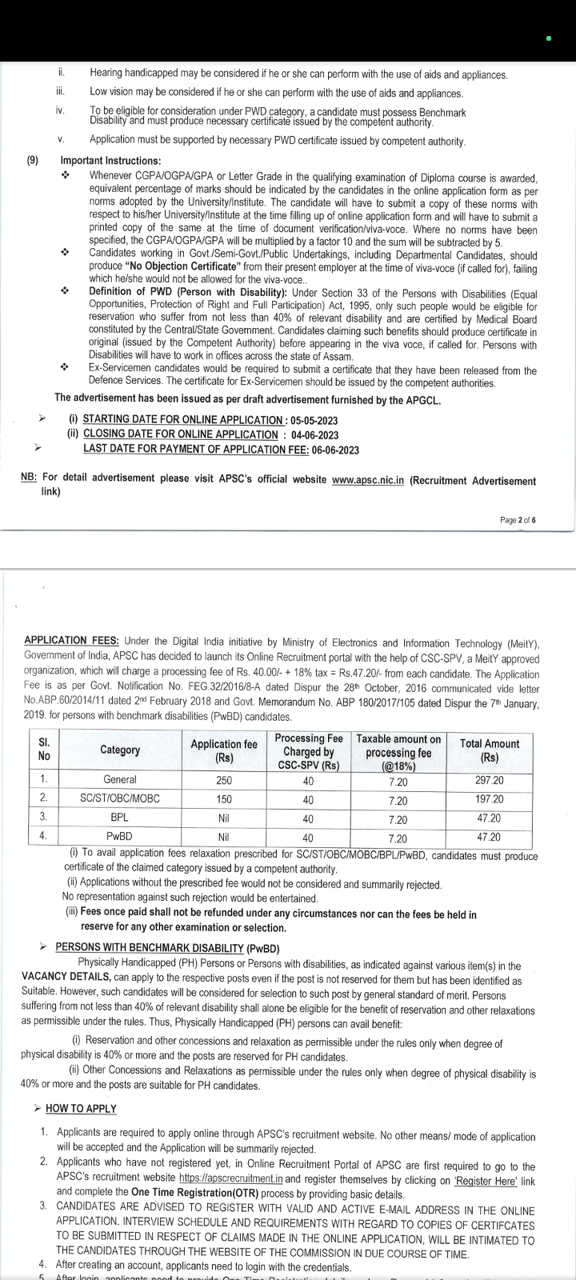 ii. Hearing handicapped may be considered if he or she can perform with the use of aids and appliances.
iii. Low vision may be considered if he or she can perform with the use of aids and appliances.
iv. To be eligible for consideration under PWD category, a candidate must possess Benchmark
Disability and must produce necessary certificate issued by the competent authority.
v. Application must be supported by necessary PWD certificate issued by competent authority.
(9) Important Instructions:
❖ Whenever CGPA/OGPA/GPA or Letter Grade in the qualifying examination of Diploma course is awarded,
equivalent percentage of marks should be indicated by the candidates in the online application form as per
norms adopted by the University/Institute. The candidate will have to submit a copy of these norms with
respect to his/her University/Institute at the time filling up of online application form and will have to submit a
printed copy of the same at the time of document verification/viva-voce. Where no norms have been
specified, the CGPA/OGPA/GPA will be multiplied by a factor 10 and the sum will be subtracted by 5.
❖ Candidates working in Govt./Semi-Govt./Public Undertakings, including Departmental Candidates, should
produce "No Objection Certificate" from their present employer at the time of viva-voce (if called for), failing
which he/she would not be allowed for the viva-voce..
❖ Definition of PWD (Person with Disability): Under Section 33 of the Persons with Disabilities (Equal
Opportunities, Protection of Right and Full Participation) Act, 1995, only such people would be eligible for
reservation who suffer from not less than 40% of relevant disability and are certified by Medical Board
constituted by the Central/State Government. Candidates claiming such benefits should produce certificate in
original (issued by the Competent Authority) before appearing in the viva voce, if called for. Persons with
Disabilities will have to work in offices across the state of Assam.
❖ Ex-Servicemen candidates would be required to submit a certificate that they have been released from the
Defence Services. The certificate for Ex-Servicemen should be issued by the competent authorities.
The advertisement has been issued as per draft advertisement furnished by the APGCL.
➢ (i) STARTING DATE FOR ONLINE APPLICATION : 05-05-2023
(ii) CLOSING DATE FOR ONLINE APPLICATION : 04-06-2023
➢ LAST DATE FOR PAYMENT OF APPLICATION FEE: 06-06-2023
NB: For detail advertisement please visit APSC's official website www.apsc.nic.in (Recruitment Advertisement
link)
Page 2 of 6
APPLICATION FEES: Under the Digital India initiative by Ministry of Electronics and Information Technology (MeitY),
Government of India, APSC has decided to launch its Online Recruitment portal with the help of CSC-SPV, a MeitY approved
organization, which will charge a processing fee of Rs. 40.00/- + 18% tax = Rs.47.20/- from each candidate. The Application
Fee is as per Govt. Notification No. FEG.32/2016/8-A dated Dispur the 28th October, 2016 communicated vide letter
No.ABP.60/2014/11 dated 2nd February 2018 and Govt. Memorandum No. ABP 180/2017/105 dated Dispur the 7th January,
2019. for persons with benchmark disabilities (PwBD) candidates.
Sl. No Category Application fee (Rs) Processing Fee Charged by CSC-SPV (Rs) Taxable amount on processing fee (@18%) Total Amount (Rs)
1. General 250 40 7.20 297.20
2. SC/ST/OBC/MOBC 150 40 7.20 197.20
3. BPL Nil 40 7.20 47.20
4. PwBD Nil 40 7.20 47.20
(i) To avail application fees relaxation prescribed for SC/ST/OBC/MOBC/BPL/PwBD, candidates must produce
certificate of the claimed category issued by a competent authority.
(ii) Applications without the prescribed fee would not be considered and summarily rejected.
No representation against such rejection would be entertained.
(iii) Fees once paid shall not be refunded under any circumstances nor can the fees be held in
reserve for any other examination or selection.
➢ PERSONS WITH BENCHMARK DISABILITY (PwBD)
Physically Handicapped (PH) Persons or Persons with disabilities, as indicated against various item(s) in the
VACANCY DETAILS, can apply to the respective posts even if the post is not reserved for them but has been identified as
Suitable. However, such candidates will be considered for selection to such post by general standard of merit. Persons
suffering from not less than 40% of relevant disability shall alone be eligible for the benefit of reservation and other relaxations
as permissible under the rules. Thus, Physically Handicapped (PH) persons can avail benefit:
(i) Reservation and other concessions and relaxation as permissible under the rules only when degree of
physical disability is 40% or more and the posts are reserved for PH candidates.
(ii) Other Concessions and Relaxations as permissible under the rules only when degree of physical disability is
40% or more and the posts are suitable for PH candidates.
➢ HOW TO APPLY
1. Applicants are required to apply online through APSC's recruitment website. No other means/ mode of application
will be accepted and the Application will be summarily rejected.
2. Applicants who have not registered yet, in Online Recruitment Portal of APSC are first required to go to the
APSC's recruitment website https://apscrecruitment.in and register themselves by clicking on 'Register Here' link
and complete the One Time Registration(OTR) process by providing basic details.
3. CANDIDATES ARE ADVISED TO REGISTER WITH VALID AND ACTIVE E-MAIL ADDRESS IN THE ONLINE
APPLICATION. INTERVIEW SCHEDULE AND REQUIREMENTS WITH REGARD TO COPIES OF CERTIFCATES
TO BE SUBMITTED IN RESPECT OF CLAIMS MADE IN THE ONLINE APPLICATION, WILL BE INTIMATED TO
THE CANDIDATES THROUGH THE WEBSITE OF THE COMMISSION IN DUE COURSE OF TIME.
4. After creating an account, applicants need to login with the credentials.
5. After login, applicants need to provide One Time Registration